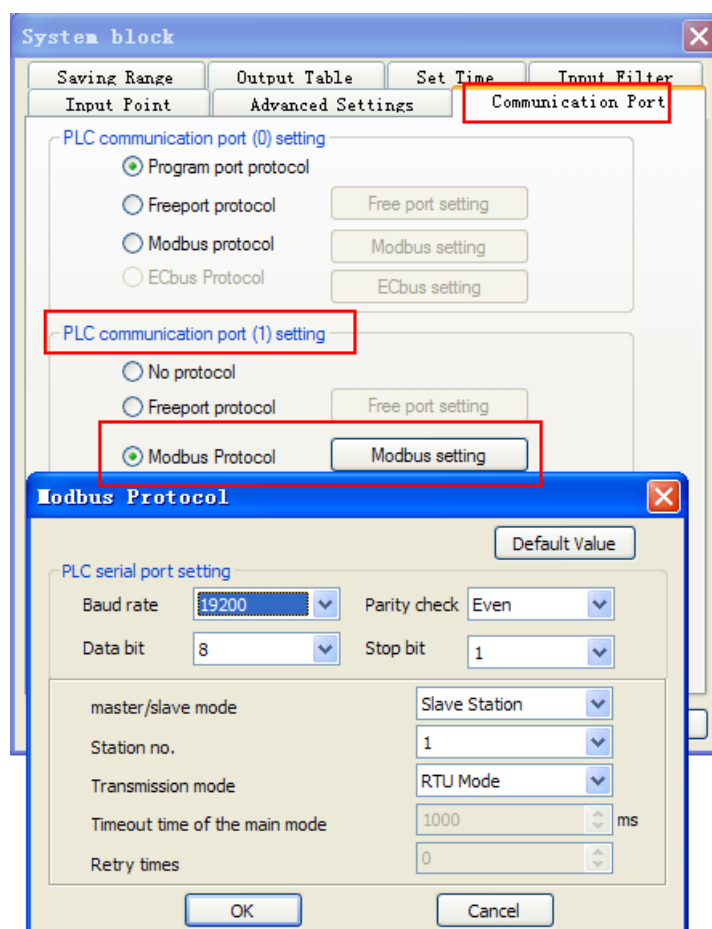 System block
Saving Range Output Table Set Time Input Filter
Input Point Advanced Settings Communication Port
PLC communication port (0) setting
Program port protocol
Freeport protocol Free port setting
Modbus protocol Modbus setting
ECbus Protocol ECbus setting
PLC communication port (1) setting
No protocol
Freeport protocol Free port setting
Modbus Protocol Modbus setting
Modbus Protocol
Default Value
PLC serial port setting
Baud rate 19200 Parity check Even
Data bit 8 Stop bit 1
master/slave mode Slave Station
Station no. 1
Transmission mode RTU Mode
Timeout time of the main mode 1000 ms
Retry times 0
OK Cancel